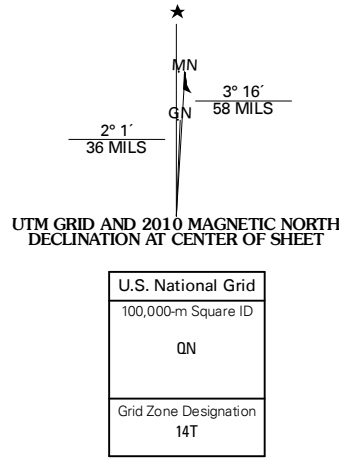 ★
MN
3° 16´
58 MILS
GN
2° 1´
36 MILS
UTM GRID AND 2010 MAGNETIC NORTH
DECLINATION AT CENTER OF SHEET
U.S. National Grid
100,000-m Square ID
QN
Grid Zone Designation
14T